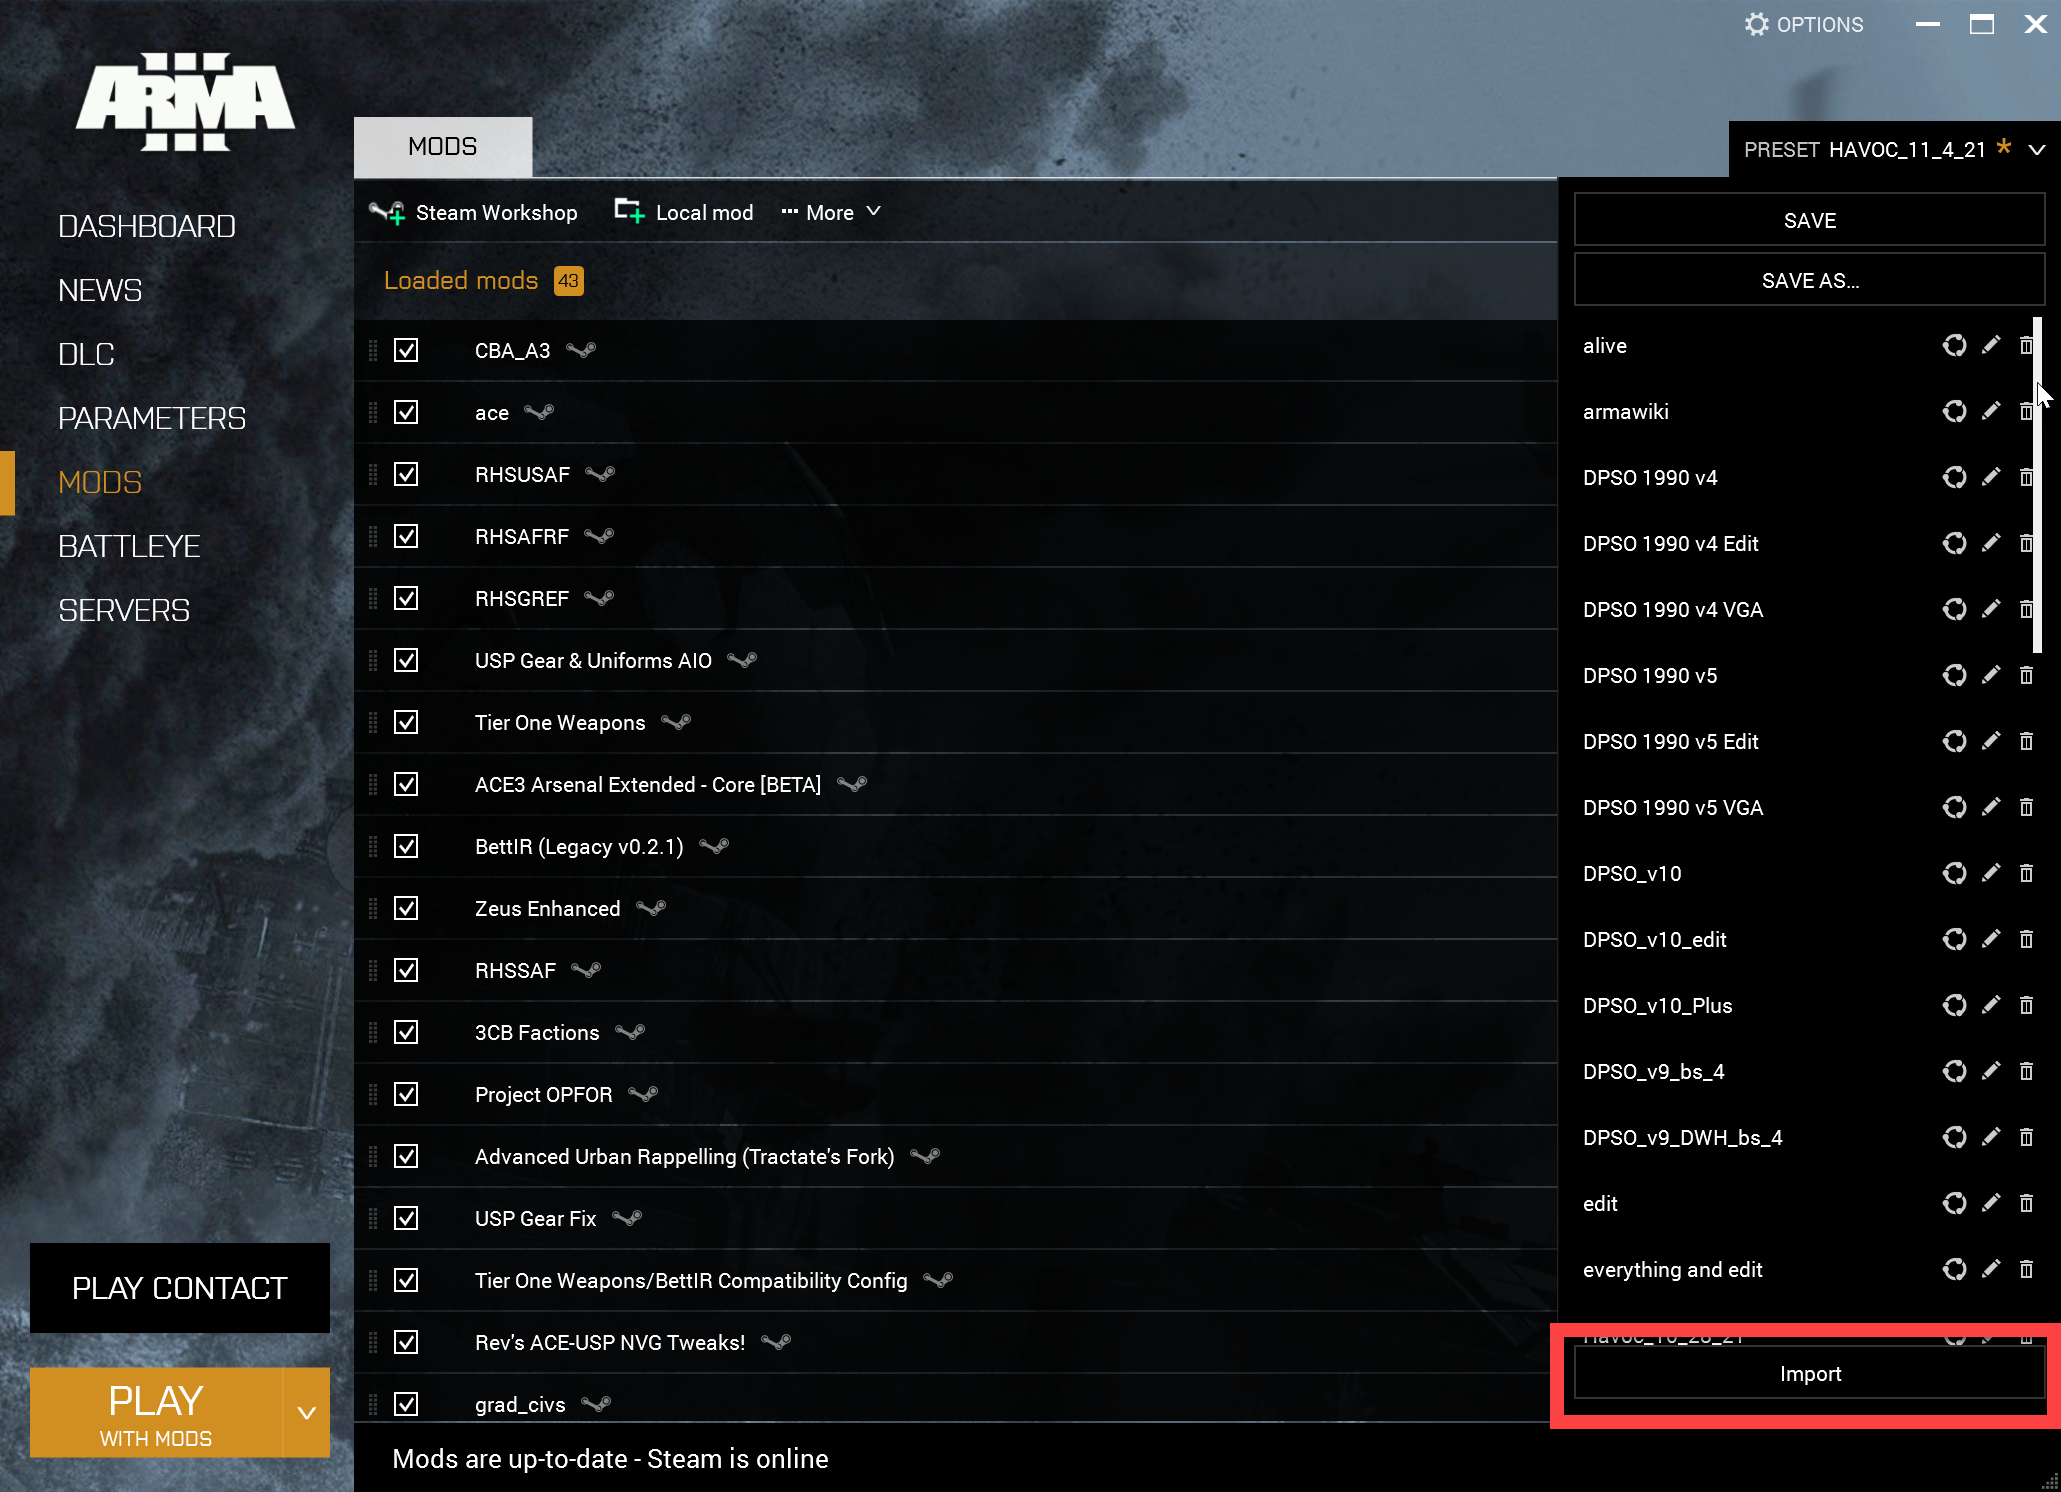 OPTIONS
ARMA III
MODS
PRESET HAVOC_11_4_21 *
DASHBOARD
NEWS
DLC
PARAMETERS
MODS
BATTLEYE
SERVERS
Steam Workshop
Local mod
··· More
Loaded mods 43
CBA_A3
ace
RHSUSAF
RHSAFRF
RHSGREF
USP Gear & Uniforms AIO
Tier One Weapons
ACE3 Arsenal Extended - Core [BETA]
BettIR (Legacy v0.2.1)
Zeus Enhanced
RHSSAF
3CB Factions
Project OPFOR
Advanced Urban Rappelling (Tractate's Fork)
USP Gear Fix
Tier One Weapons/BettIR Compatibility Config
Rev's ACE-USP NVG Tweaks!
grad_civs
SAVE
SAVE AS...
alive
armawiki
DPSO 1990 v4
DPSO 1990 v4 Edit
DPSO 1990 v4 VGA
DPSO 1990 v5
DPSO 1990 v5 Edit
DPSO 1990 v5 VGA
DPSO_v10
DPSO_v10_edit
DPSO_v10_Plus
DPSO_v9_bs_4
DPSO_v9_DWH_bs_4
edit
everything and edit
Import
PLAY CONTACT
PLAY
WITH MODS
Mods are up-to-date - Steam is online